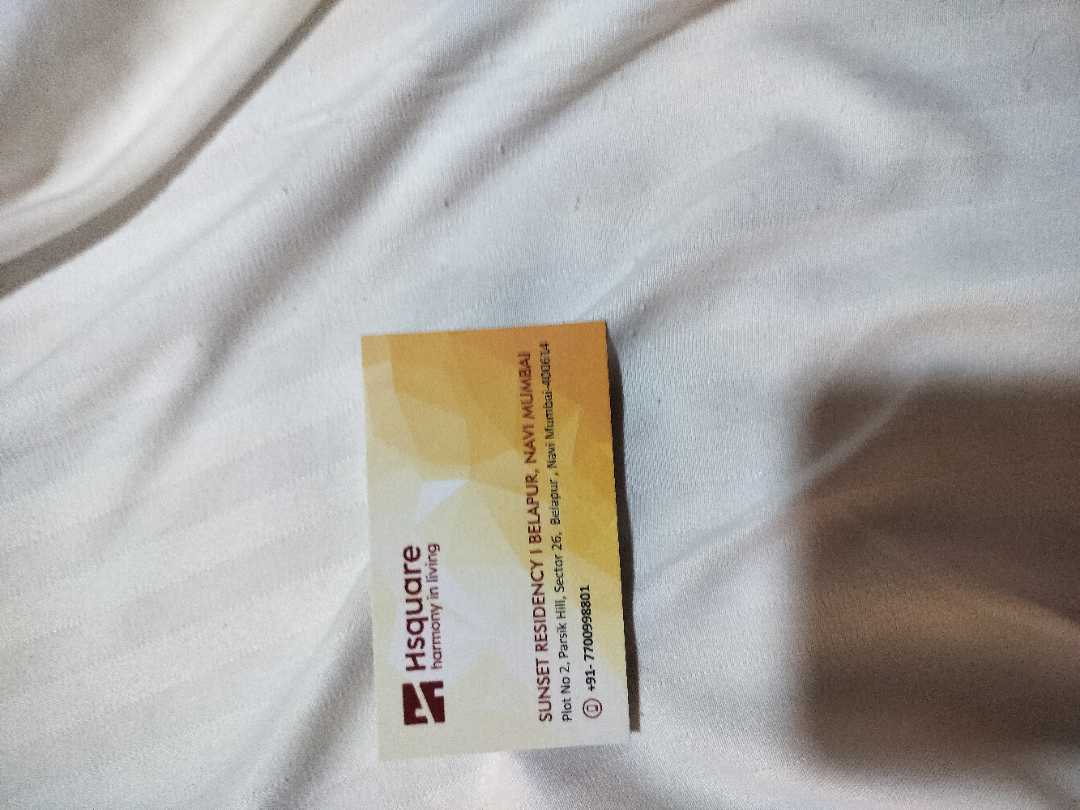 Hsquare
harmony in living
SUNSET RESIDENCY I BELAPUR, NAVI MUMBAI
Plot No 2, Parsik Hill, Sector 26, Belapur , Navi Mumbai-400614
+91- 7700998801